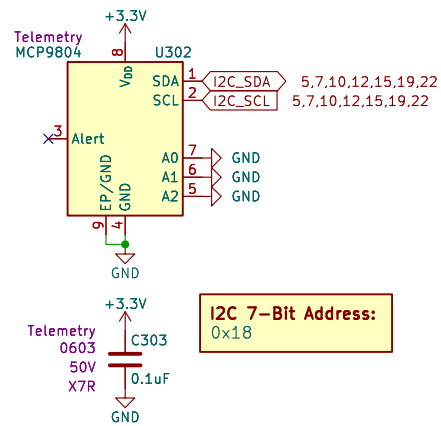 +3.3V
Telemetry
MCP9804
U302
8
VDD
SDA 1 I2C_SDA 5,7,10,12,15,19,22
SCL 2 I2C_SCL 5,7,10,12,15,19,22
3 Alert
A0 7 GND
A1 6 GND
A2 5 GND
EP/GND
GND
9 4
GND
+3.3V
I2C 7-Bit Address:
0x18
Telemetry
0603
50V
X7R
C303
0.1uF
GND